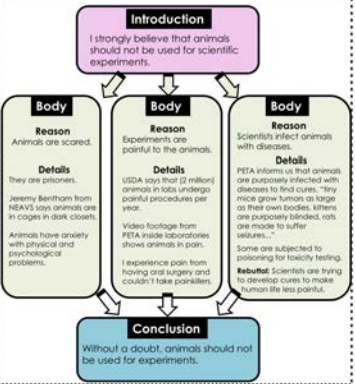 Introduction
I strongly believe that animals
should not be used for scientific
experiments.
Body
Reason
Animals are scared.
Details
They are prisoners.
Jeremy Bentham from
NEAVS says animals are
in cages in dark closets.
Animals have anxiety
with physical and
psychological
problems.
Body
Reason
Experiments are
painful to the animals.
Details
USDA says that (2 million)
animals in labs undergo
painful procedures per
year.
Video footage from
PETA inside laboratories
shows animals in pain.
I experience pain from
having oral surgery and
couldn't take painkillers.
Body
Reason
Scientists infect animals
with diseases.
Details
PETA informs us that animals
are purposely infected with
diseases to find cures. "tiny
mice grow tumors as large
as their own bodies, kittens
are purposely blinded, rats
are made to suffer
seizures..."
Some are subjected to
poisoning for toxicity testing.
Rebuttal: Scientists are trying
to develop cures to make
human life less painful.
Conclusion
Without a doubt, animals should not
be used for experiments.